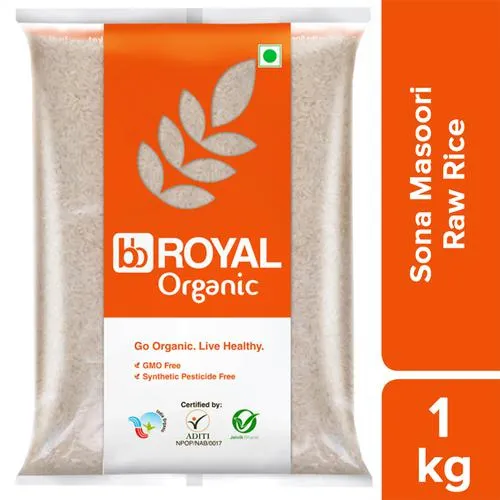 bb ROYAL
Organic
Go Organic. Live Healthy.
✓ GMO Free
✓ Synthetic Pesticide Free
Certified by:
ADITI
NPOP/NAB/0017
Jaivik Bharat
Sona Masoori
Raw Rice
1
kg